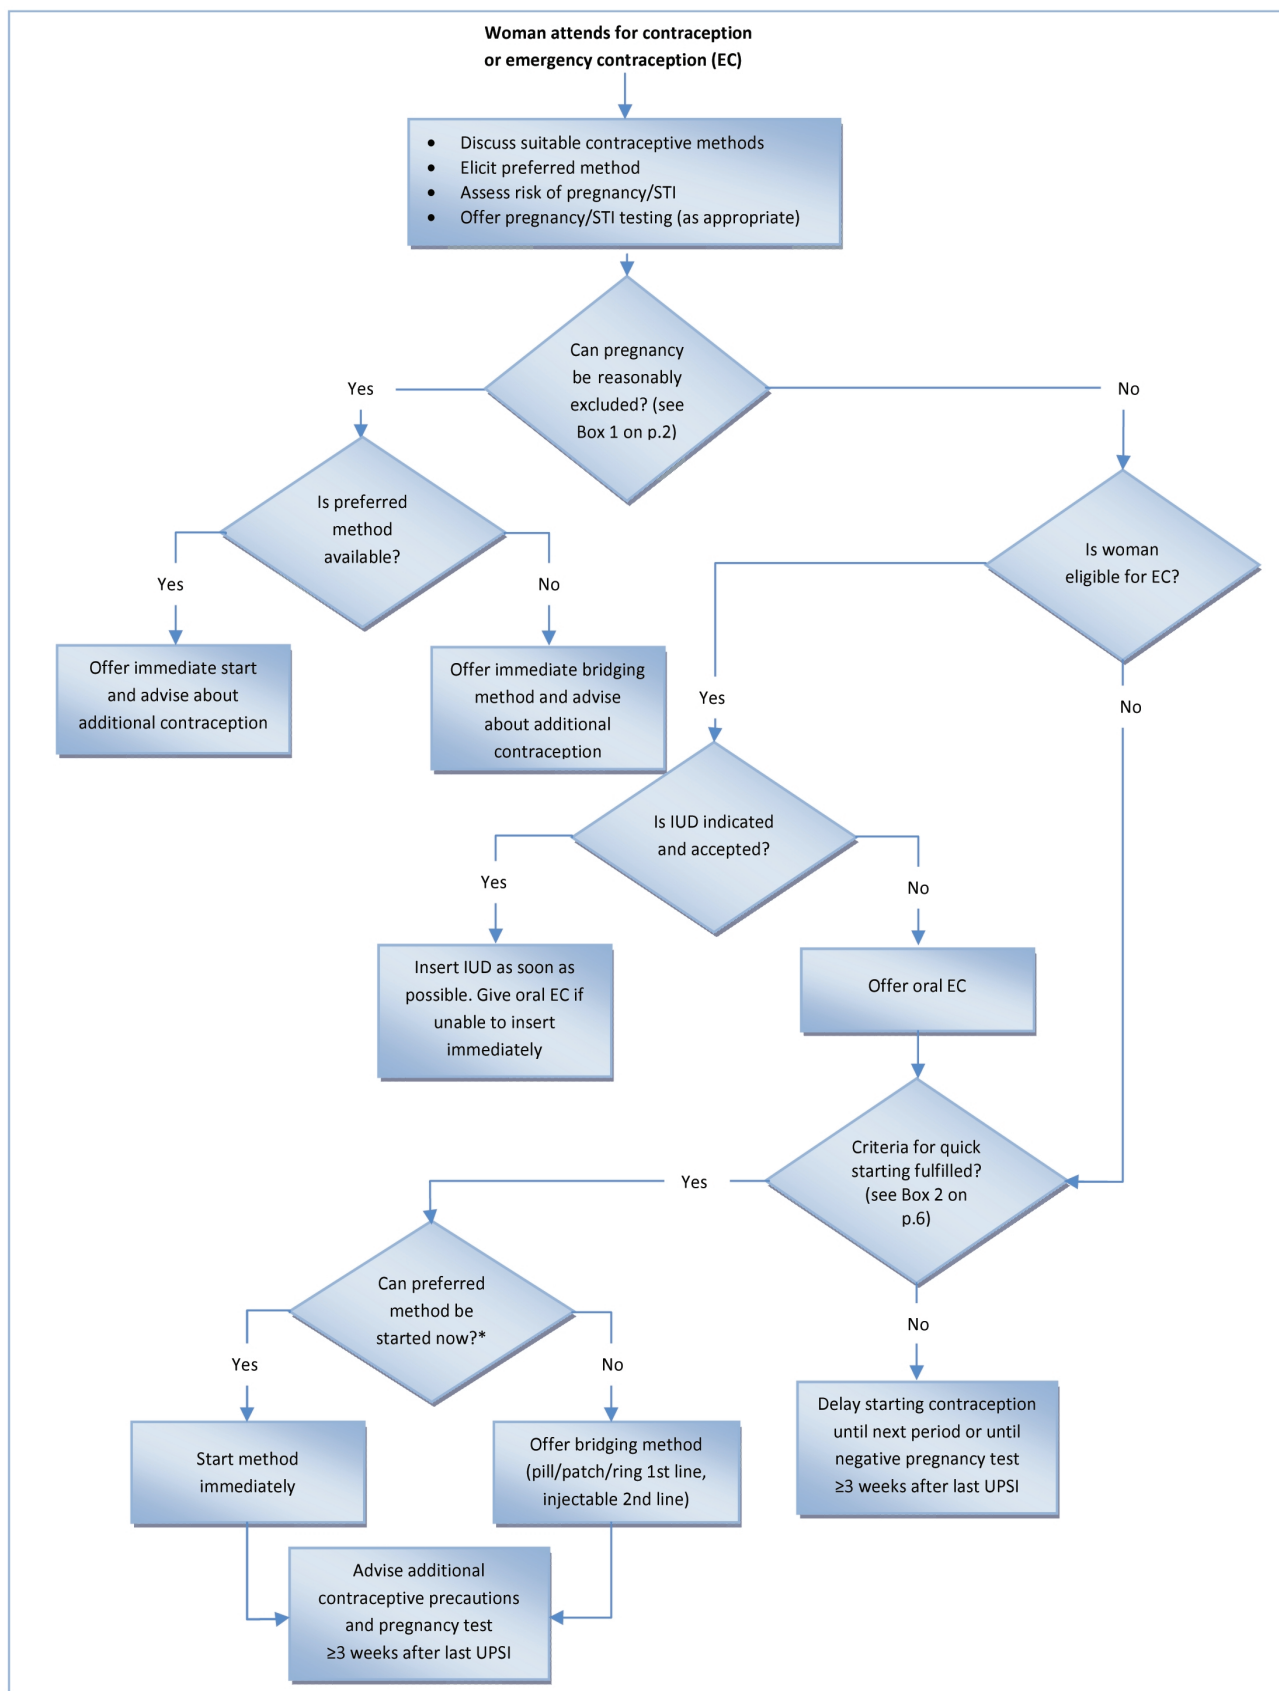 Woman attends for contraception
or emergency contraception (EC)
• Discuss suitable contraceptive methods
• Elicit preferred method
• Assess risk of pregnancy/STI
• Offer pregnancy/STI testing (as appropriate)
Can pregnancy
be reasonably
excluded? (see
Box 1 on p.2)
Yes
No
Is preferred
method
available?
Is woman
eligible for EC?
Yes
No
Offer immediate start
and advise about
additional contraception
Offer immediate bridging
method and advise
about additional
contraception
Yes
No
Is IUD indicated
and accepted?
Yes
No
Insert IUD as soon as
possible. Give oral EC if
unable to insert
immediately
Offer oral EC
Criteria for quick
starting fulfilled?
(see Box 2 on
p.6)
Yes
No
Can preferred
method be
started now?*
Yes
No
Start method
immediately
Offer bridging method
(pill/patch/ring 1st line,
injectable 2nd line)
Delay starting contraception
until next period or until
negative pregnancy test
≥3 weeks after last UPSI
Advise additional
contraceptive precautions
and pregnancy test
≥3 weeks after last UPSI